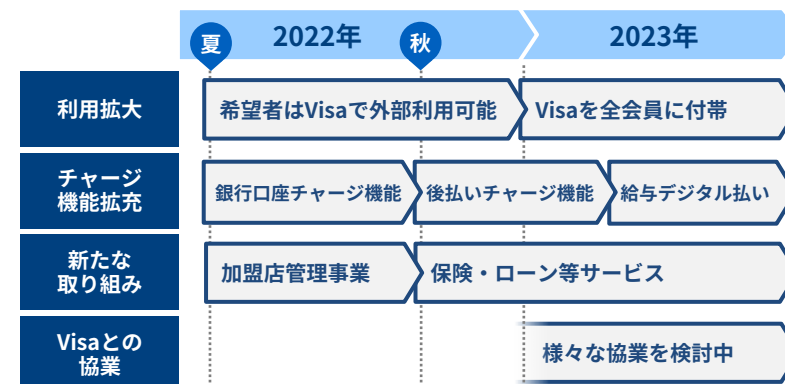 夏
2022年
秋
2023年
利用拡大
希望者はVisaで外部利用可能
Visaを全会員に付帯
チャージ
機能拡充
銀行口座チャージ機能
後払いチャージ機能
給与デジタル払い
新たな
取り組み
加盟店管理事業
保険・ローン等サービス
Visaとの
協業
様々な協業を検討中